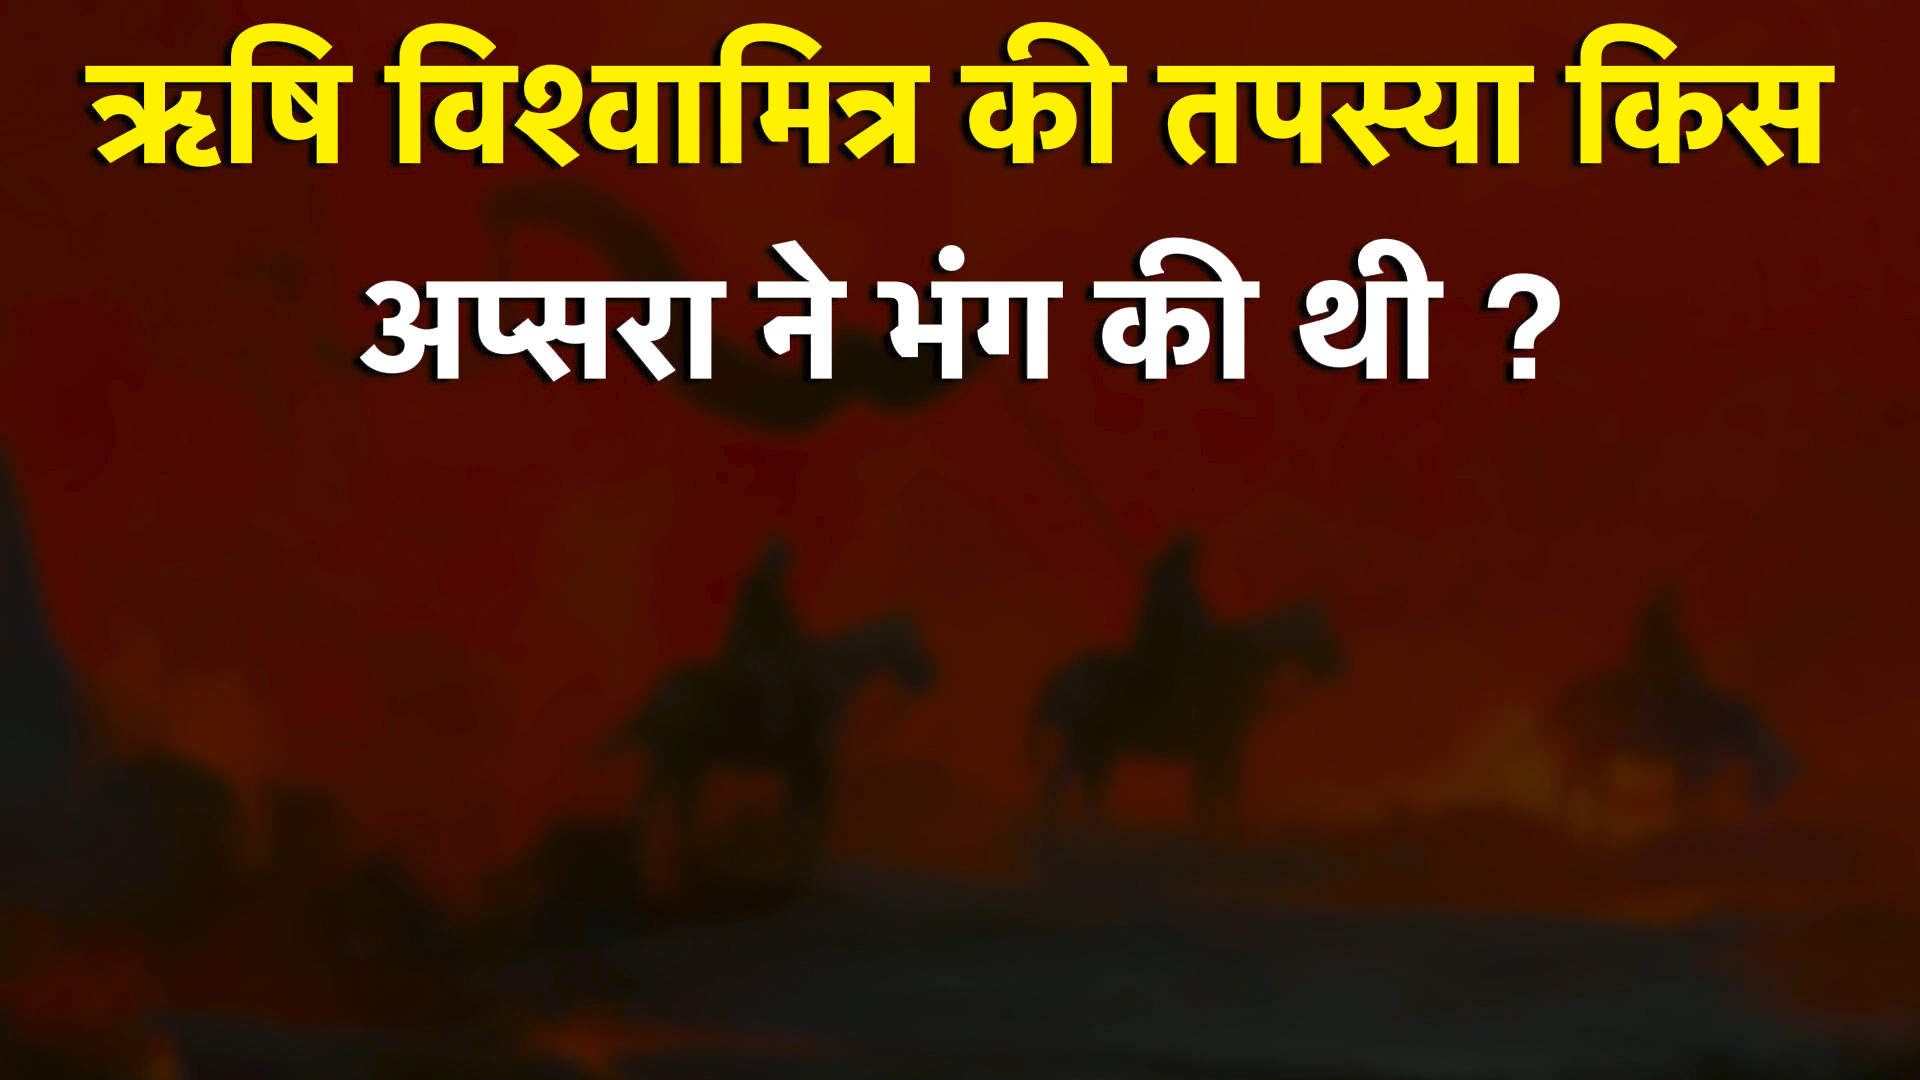 ऋषि विश्वामित्र की तपस्या किस
अप्सरा ने भंग की थी ?